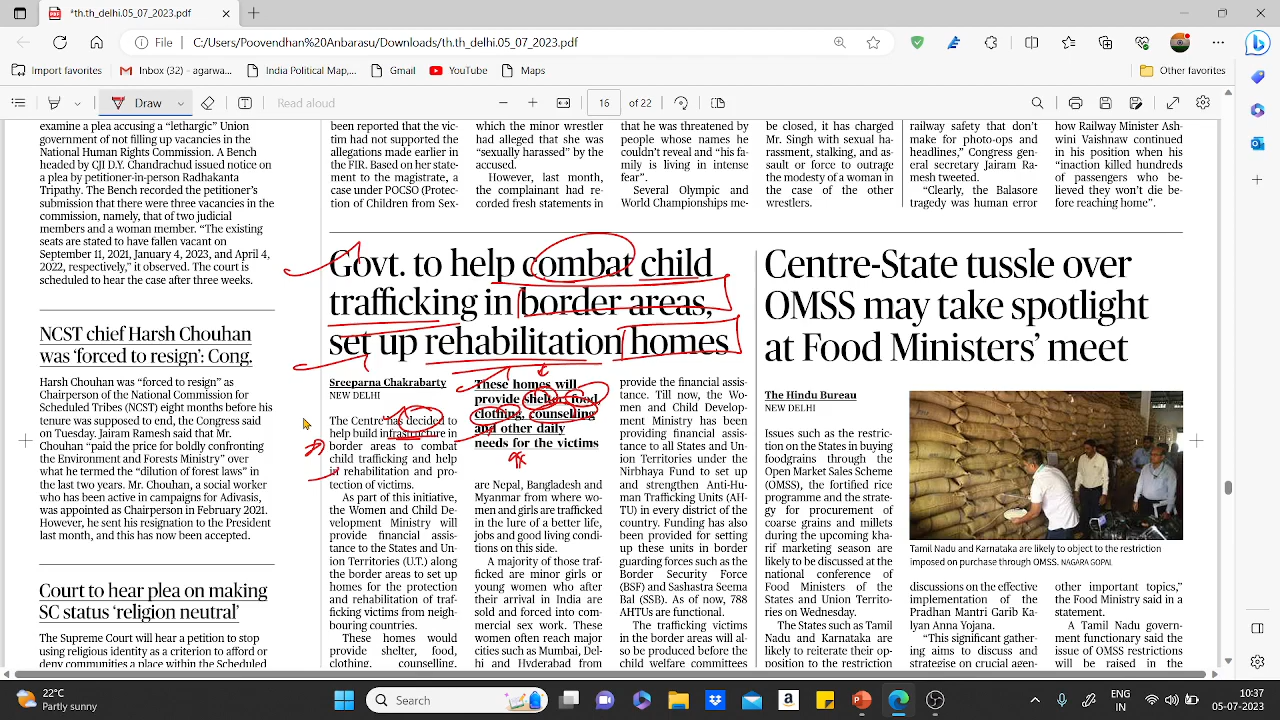 *th.th_delhi.05_07_2023.pdf
File
C:/Users/Poovendhan%20Anbarasu/Downloads/th.th_delhi.05_07_2023.pdf
Import favorites
Inbox (32) - agarwa...
India Political Map,...
Gmail
YouTube
Maps
Other favorites
Draw
Read aloud
16
of 22
examine a plea accusing a “lethargic” Union
government of not filling up vacancies in the
National Human Rights Commission. A Bench
headed by CJI D.Y. Chandrachud issued notice on
a plea by petitioner-in-person Radhakanta
Tripathy. The Bench recorded the petitioner’s
submission that there were three vacancies in the
commission, namely, that of two judicial
members and a woman member. “The existing
seats are stated to have fallen vacant on
September 11, 2021, January 4, 2023, and April 4,
2022, respectively,” it observed. The court is
scheduled to hear the case after three weeks.
NCST chief Harsh Chouhan
was ‘forced to resign’: Cong.
Harsh Chouhan was “forced to resign” as
Chairperson of the National Commission for
Scheduled Tribes (NCST) eight months before his
tenure was supposed to end, the Congress said
on Tuesday. Jairam Ramesh said that Mr.
Chouhan “paid the price for boldly confronting
the Environment and Forests Ministry” over
what he termed the “dilution of forest laws” in
the last two years. Mr. Chouhan, a social worker
who has been active in campaigns for Adivasis,
was appointed as Chairperson in February 2021.
However, he sent his resignation to the President
last month, and this has now been accepted.
Court to hear plea on making
SC status ‘religion neutral’
The Supreme Court will hear a petition to stop
using religious identity as a criterion to afford or
deny communities a place within the Scheduled
been reported that the vic-
tim had not supported the
allegations made earlier in
the FIR. Based on her state-
ment to the magistrate, a
case under POCSO (Protec-
tion of Children from Sex-
which the minor wrestler
had alleged that she was
“sexually harassed” by the
accused.
However, last month,
the complainant had re-
corded fresh statements in
that he was threatened by
people whose names he
couldn’t reveal and “his fa-
mily is living in intense
fear”.
Several Olympic and
World Championships me-
be closed, it has charged
Mr. Singh with sexual ha-
rassment, stalking, and as-
sault or force to outrage
the modesty of a woman in
the case of the other
wrestlers.
railway safety that don’t
make for photo-ops and
headlines,” Congress gen-
eral secretary Jairam Ra-
mesh tweeted.
“Clearly, the Balasore
tragedy was human error
how Railway Minister Ash-
wini Vaishnaw continued
in his position when his
“inaction killed hundreds
of passengers who be-
lieved they won’t die be-
fore reaching home”.
Govt. to help combat child
trafficking in border areas,
set up rehabilitation homes
Sreeparna Chakrabarty
NEW DELHI
The Centre has decided to
help build infrastructure in
border areas to combat
child trafficking and help
in rehabilitation and pro-
tection of victims.
As part of this initiative,
the Women and Child De-
velopment Ministry will
provide financial assis-
tance to the States and Un-
ion Territories (U.T.) along
the border areas to set up
homes for the protection
and rehabilitation of traf-
ficking victims from neigh-
bouring countries.
These homes would
provide shelter, food,
clothing, counselling,
These homes will
provide shelter, food,
clothing, counselling
and other daily
needs for the victims
are Nepal, Bangladesh and
Myanmar from where wo-
men and girls are trafficked
in the lure of a better life,
jobs and good living condi-
tions on this side.
A majority of those traf-
ficked are minor girls or
young women who after
their arrival in India are
sold and forced into com-
mercial sex work. These
women often reach major
cities such as Mumbai, Del-
hi and Hyderabad from
provide the financial assis-
tance. Till now, the Wo-
men and Child Develop-
ment Ministry has been
providing financial assis-
tance to all States and Un-
ion Territories under the
Nirbhaya Fund to set up
and strengthen Anti-Hu-
man Trafficking Units (AH-
TU) in every district of the
country. Funding has also
been provided for setting
up these units in border
guarding forces such as the
Border Security Force
(BSF) and Sashastra Seema
Bal (SSB). As of now, 788
AHTUs are functional.
The trafficking victims
in the border areas will al-
so be produced before the
child welfare committees
Centre-State tussle over
OMSS may take spotlight
at Food Ministers’ meet
The Hindu Bureau
NEW DELHI
Issues such as the restric-
tion on the States in buying
foodgrains through the
Open Market Sales Scheme
(OMSS), the fortified rice
programme and the strate-
gy for procurement of
coarse grains and millets
during the upcoming kha-
rif marketing season are
likely to be discussed at the
national conference of
Food Ministers of the
States and Union Territo-
ries on Wednesday.
The States such as Tamil
Nadu and Karnataka are
likely to reiterate their op-
position to the restriction
Tamil Nadu and Karnataka are likely to object to the restriction
imposed on purchase through OMSS. NAGARA GOPAL
discussions on the effective
implementation of the
Pradhan Mantri Garib Ka-
lyan Anna Yojana.
“This significant gather-
ing aims to discuss and
strategise on crucial agen-
other important topics,”
the Food Ministry said in a
statement.
A Tamil Nadu govern-
ment functionary said the
issue of OMSS restrictions
will be raised in the
22°C
Partly sunny
Search
ENG
IN
10:37
05-07-2023